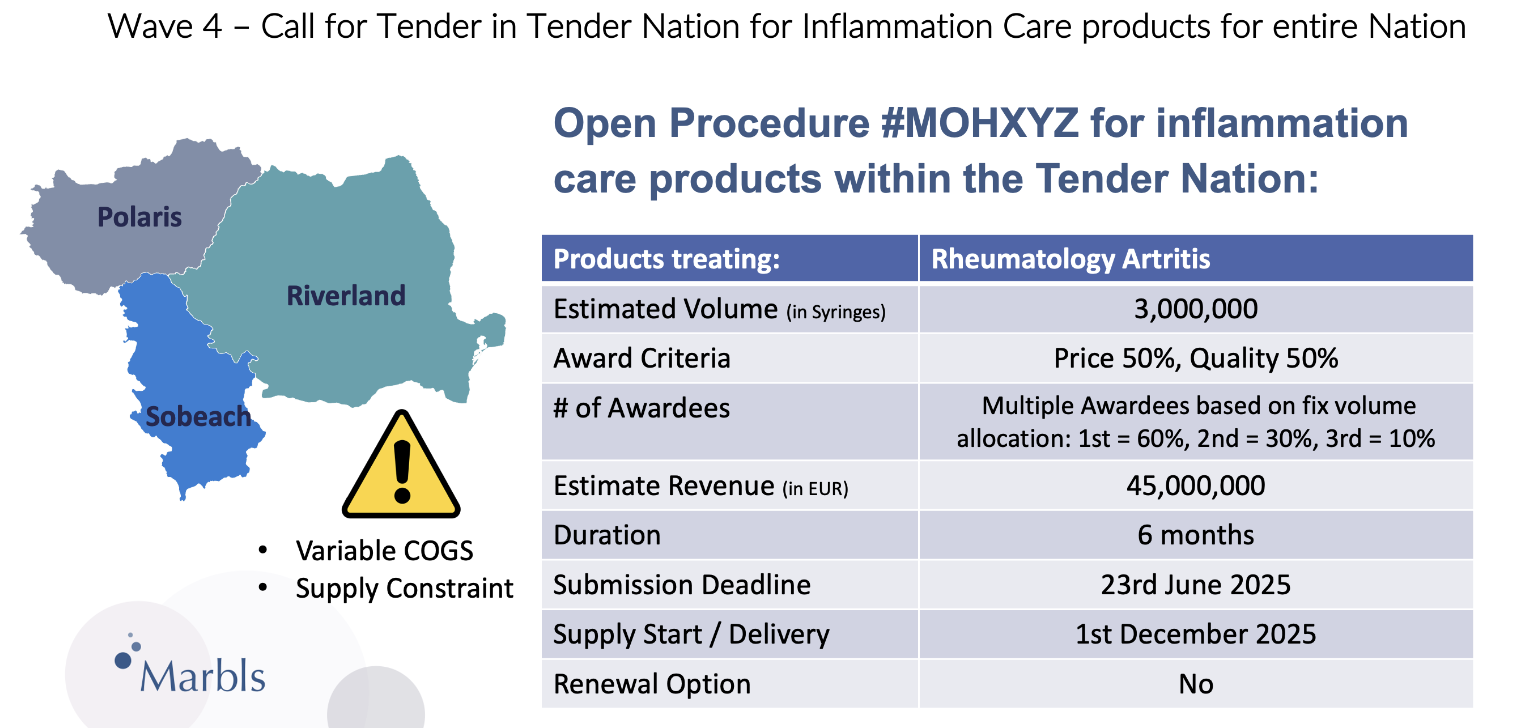 Wave 4 – Call for Tender in Tender Nation for Inflammation Care products for entire Nation
Polaris
Riverland
Sobeach
• Variable COGS
• Supply Constraint
Marbls
Open Procedure #MOHXYZ for inflammation
care products within the Tender Nation:
Products treating: Rheumatology Artritis
Estimated Volume (in Syringes) 3,000,000
Award Criteria Price 50%, Quality 50%
# of Awardees Multiple Awardees based on fix volume
allocation: 1st = 60%, 2nd = 30%, 3rd = 10%
Estimate Revenue (in EUR) 45,000,000
Duration 6 months
Submission Deadline 23rd June 2025
Supply Start / Delivery 1st December 2025
Renewal Option No